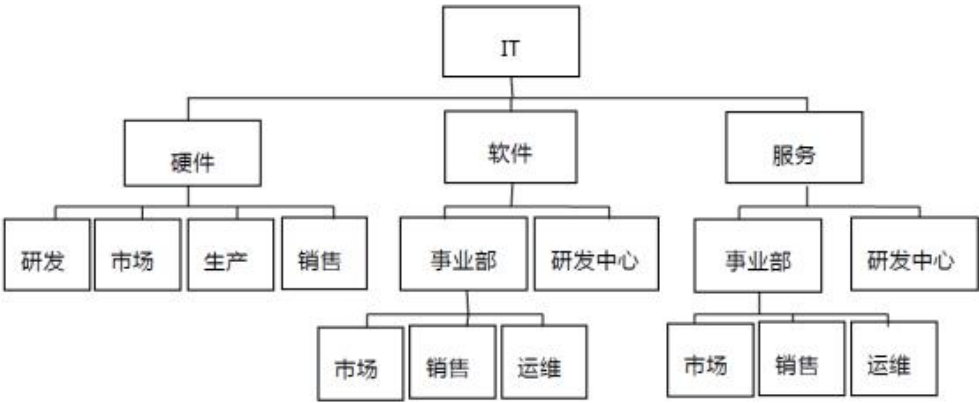 IT
硬件
软件
服务
研发
市场
生产
销售
事业部
研发中心
事业部
研发中心
市场
销售
运维
市场
销售
运维